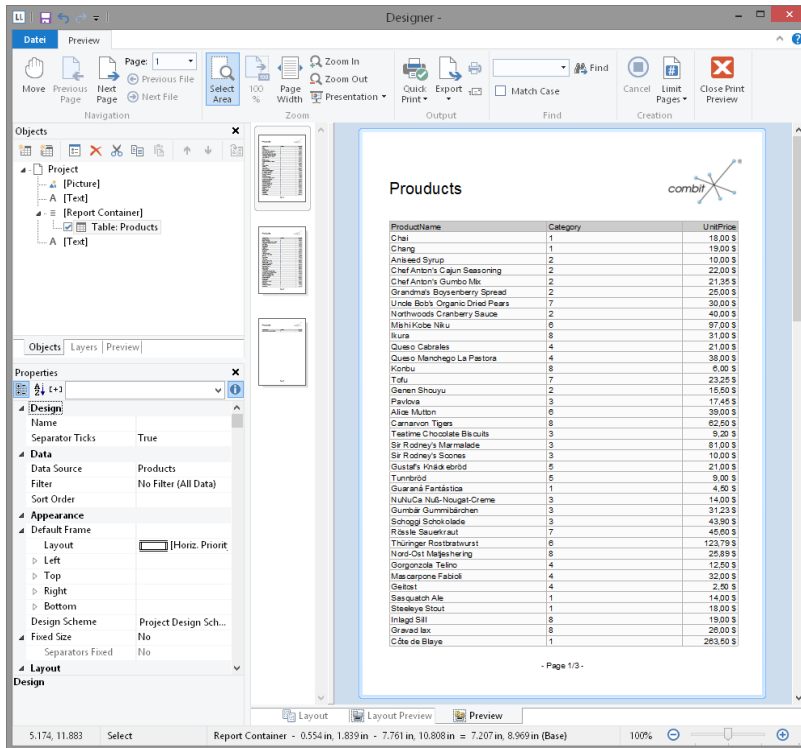 LL
Designer -
Datei Preview
Move
Previous Page
Next Page
Page: 1
Previous File
Next File
Navigation
Select Area
100 %
Page Width
Zoom In
Zoom Out
Presentation
Zoom
Quick Print
Export
Output
Find
Match Case
Find
Cancel
Limit Pages
Creation
Close Print Preview
Objects
Project
[Picture]
A [Text]
[Report Container]
Table: Products
A [Text]
Objects Layers Preview
Properties
Design
Name
Separator Ticks True
Data
Data Source Products
Filter No Filter (All Data)
Sort Order
Appearance
Default Frame
Layout [Horiz. Priorit
Left
Top
Right
Bottom
Design Scheme Project Design Sch...
Fixed Size No
Separators Fixed No
Layout
Design
Prouducts
combit
ProductName Category UnitPrice
Chai 1 18,00 $
Chang 1 19,00 $
Aniseed Syrup 2 10,00 $
Chef Anton's Cajun Seasoning 2 22,00 $
Chef Anton's Gumbo Mix 2 21,35 $
Grandma's Boysenberry Spread 2 25,00 $
Uncle Bob's Organic Dried Pears 7 30,00 $
Northwoods Cranberry Sauce 2 40,00 $
Mishi Kobe Niku 6 97,00 $
Ikura 8 31,00 $
Queso Cabrales 4 21,00 $
Queso Manchego La Pastora 4 38,00 $
Konbu 8 6,00 $
Tofu 7 23,25 $
Genen Shouyu 2 15,50 $
Pavlova 3 17,45 $
Alice Mutton 6 39,00 $
Carnarvon Tigers 8 62,50 $
Teatime Chocolate Biscuits 3 9,20 $
Sir Rodney's Marmalade 3 81,00 $
Sir Rodney's Scones 3 10,00 $
Gustaf's Knäckebröd 5 21,00 $
Tunnbröd 5 9,00 $
Guaraná Fantástica 1 4,50 $
NuNuCa Nuß-Nougat-Creme 3 14,00 $
Gumbär Gummibärchen 3 31,23 $
Schoggi Schokolade 3 43,90 $
Rössle Sauerkraut 7 45,60 $
Thüringer Rostbratwurst 6 123,79 $
Nord-Ost Matjeshering 8 25,89 $
Gorgonzola Telino 4 12,50 $
Mascarpone Fabioli 4 32,00 $
Geitost 4 2,50 $
Sasquatch Ale 1 14,00 $
Steeleye Stout 1 18,00 $
Inlagd Sill 8 19,00 $
Gravad lax 8 26,00 $
Côte de Blaye 1 263,50 $
- Page 1/3 -
Layout Layout Preview Preview
5.174, 11.883 Select Report Container - 0.554 in, 1.839 in - 7.761 in, 10.808 in = 7.207 in, 8.969 in (Base) 100%